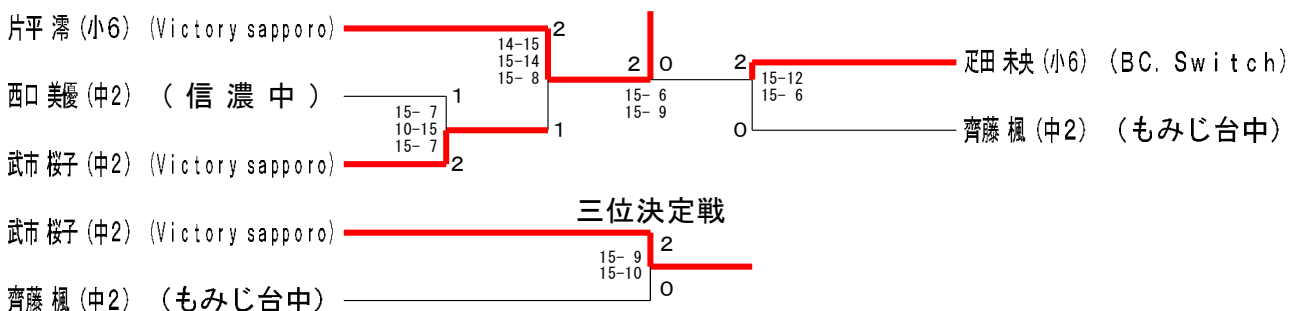 片平 澪 (小6) (Victory sapporo)
2
14-15
15-14
15- 8
2 0
15- 6
15- 9
2
15-12
15- 6
0
疋田 未央 (小6) (BC. Switch)
齊藤 楓 (中2) (もみじ台中)
西口 美優 (中2) (信濃中)
1
15- 7
10-15
15- 7
2
1
武市 桜子 (中2) (Victory sapporo)
三位決定戦
武市 桜子 (中2) (Victory sapporo)
2
15- 9
15-10
0
齊藤 楓 (中2) (もみじ台中)